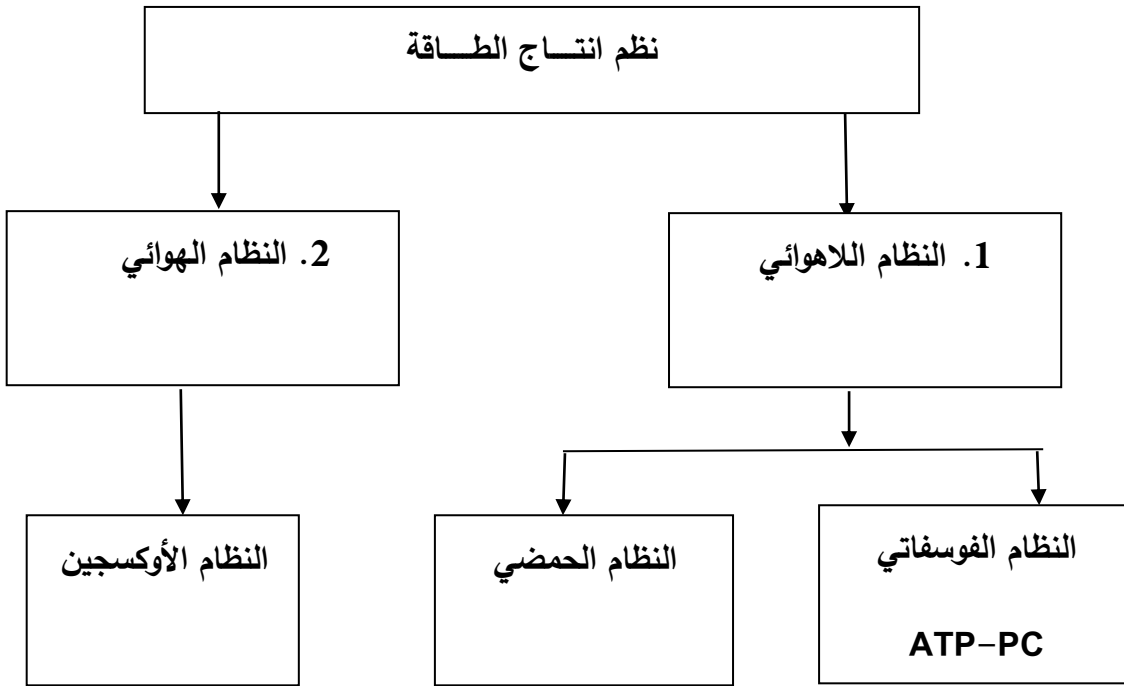 نظم انتـــاج الطـــاقة
1. النظام اللاهوائي
2. النظام الهوائي
النظام الفوسفاتي
ATP–PC
النظام الحمضي
النظام الأوكسجين